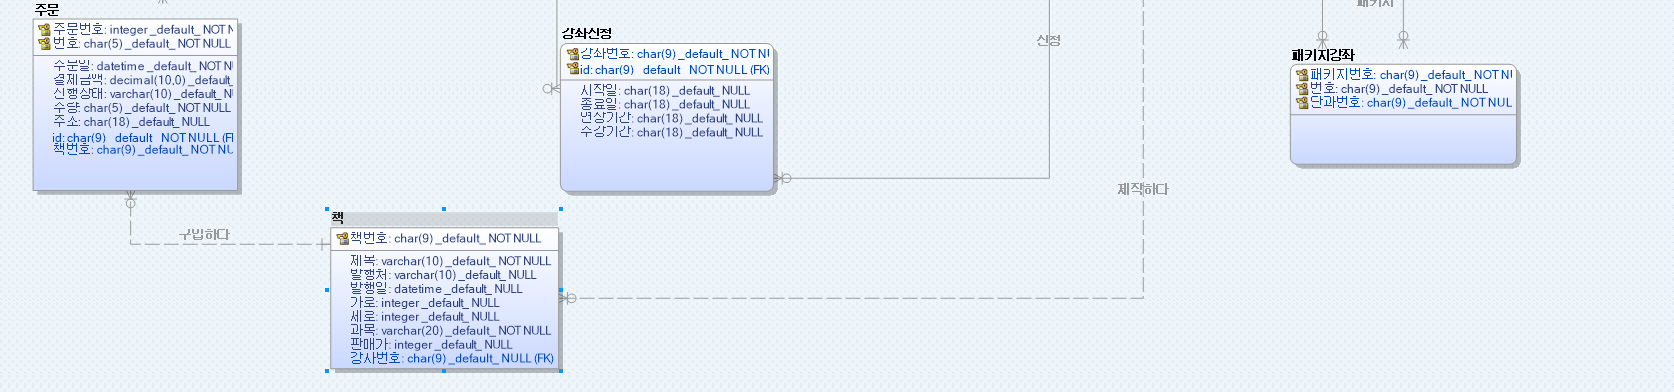 주문
주문번호: integer _default_ NOT N
번호: char(5) _default_ NOT NULL
주문일: datetime _default_ NOT N
결제금액: decimal(10,0) _default_
진행상태: varchar(10) _default_ N
수량: char(5) _default_ NOT NULL
주소: char(18) _default_ NULL
id: char(9) _default_ NOT NULL (F
책번호: char(9) _default_ NOT NU
구입하다
책
책번호: char(9) _default_ NOT NULL
제목: varchar(10) _default_ NOT NULL
발행처: varchar(10) _default_ NULL
발행일: datetime _default_ NULL
가로: integer _default_ NULL
세로: integer _default_ NULL
과목: varchar(20) _default_ NOT NULL
판매가: integer _default_ NULL
강사번호: char(9) _default_ NULL (FK)
강좌신청
강좌번호: char(9) _default_ NOT NU
id: char(9) _default_ NOT NULL (FK)
시작일: char(18) _default_ NULL
종료일: char(18) _default_ NULL
연장기간: char(18) _default_ NULL
수강기간: char(18) _default_ NULL
신청
제작하다
패키지
패키지강좌
패키지번호: char(9) _default_ NOT NU
번호: char(9) _default_ NOT NULL
단과번호: char(9) _default_ NOT NUL